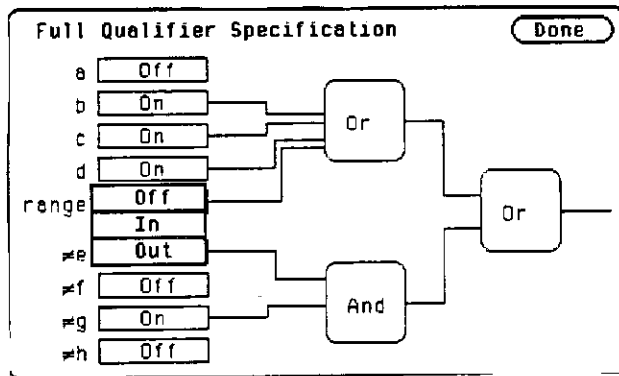 Full Qualifier Specification Done
a Off
b On
c On
d On
range Off
In
≠e Out
≠f Off
≠g On
≠h Off
Or
And
Or